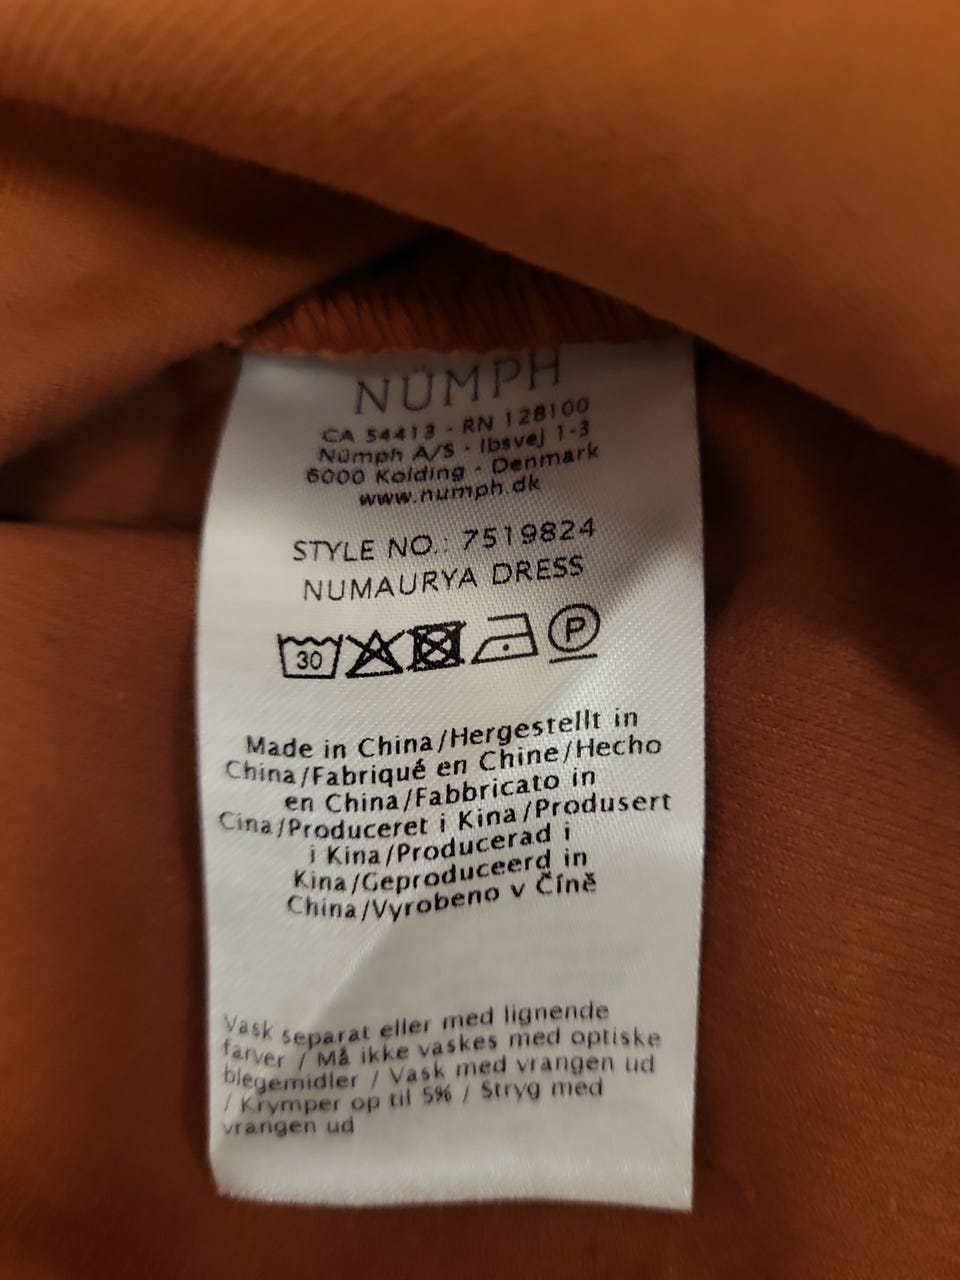 NÜMPH
CA 54413 - RN 128100
Nümph A/S - Ibsvej 1-3
6000 Kolding - Denmark
www.numph.dk
STYLE NO.: 7519824
NUMAURYA DRESS
30 P
Made in China/Hergestellt in
China/Fabriqué en Chine/Hecho
en China/Fabbricato in
Cina/Produceret i Kina/Produsert
i Kina/Producerad i
Kina/Geproduceerd in
China/Vyrobeno v Číně
Vask separat eller med lignende
farver / Må ikke vaskes med optiske
blegemidler / Vask med vrangen ud
/ Krymper op til 5% / Stryg med
vrangen ud